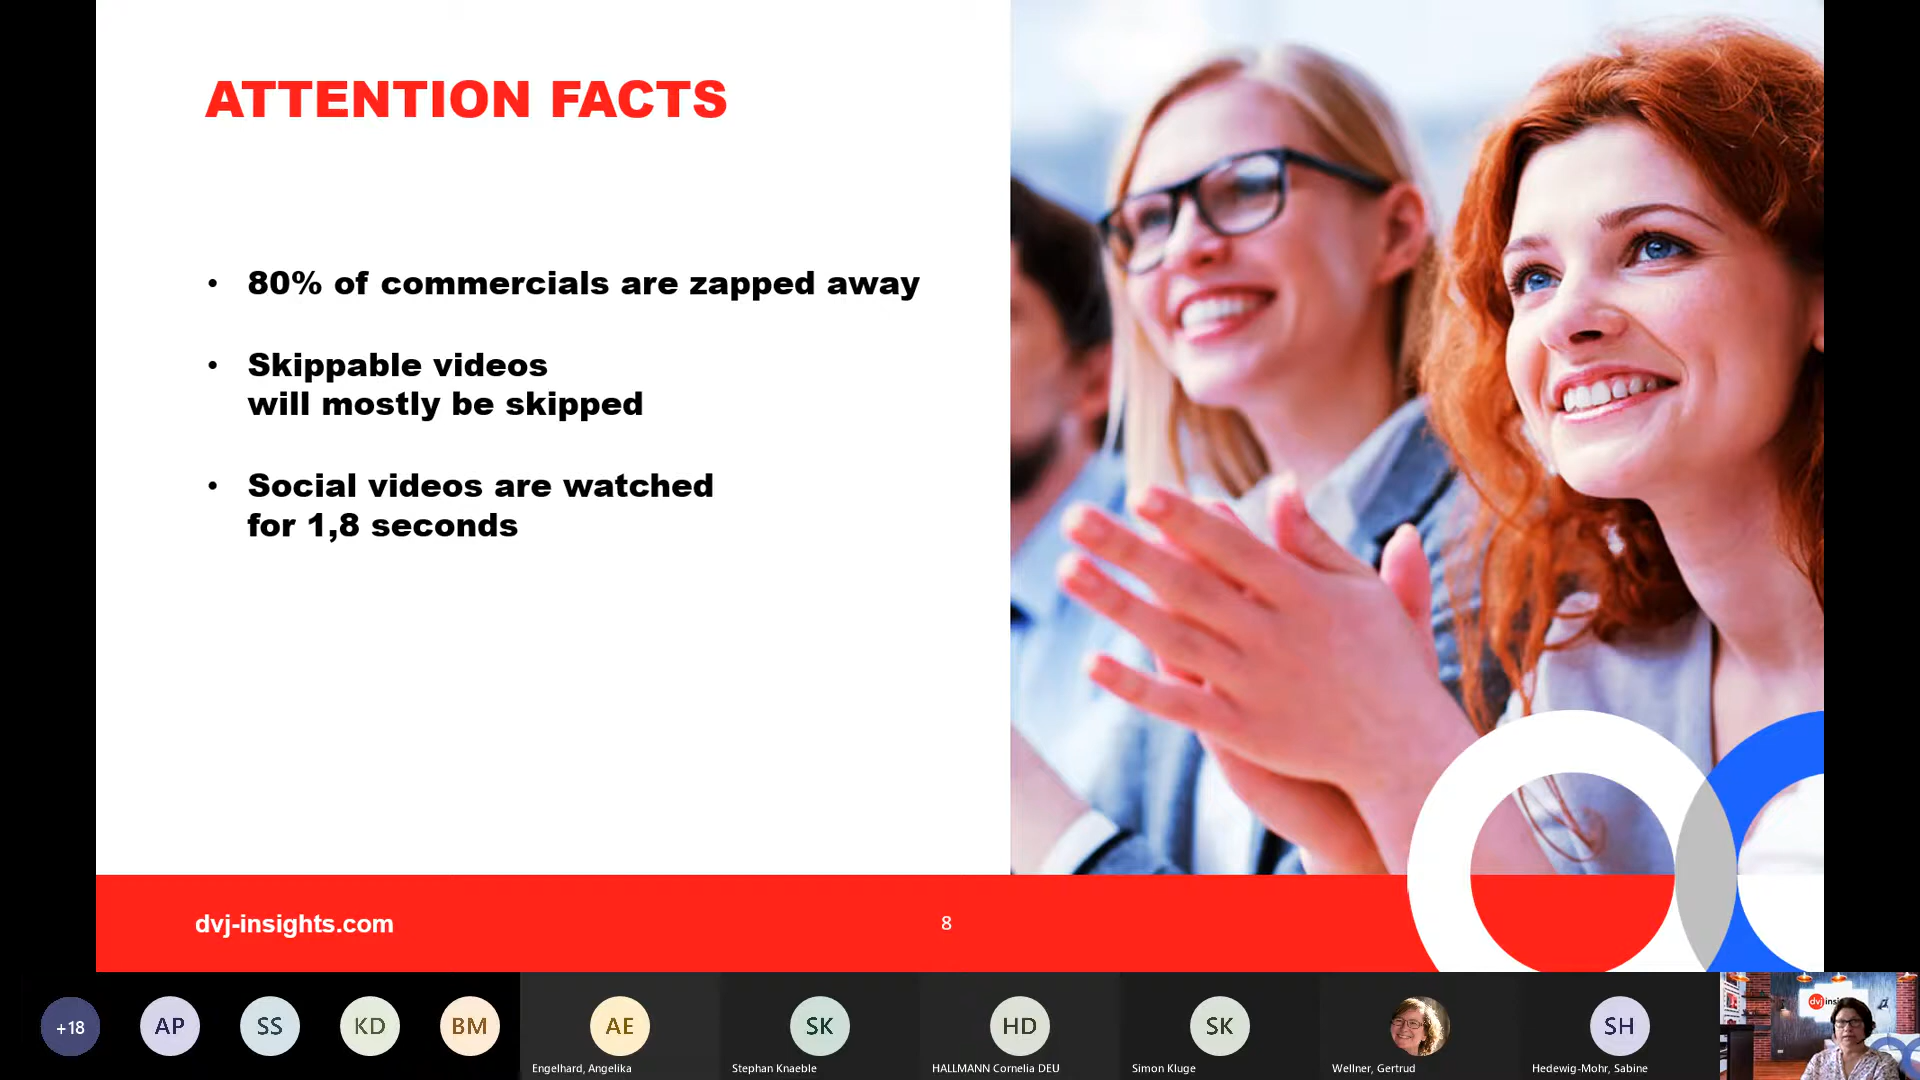 ATTENTION FACTS
• 80% of commercials are zapped away
• Skippable videos
will mostly be skipped
• Social videos are watched
for 1,8 seconds
dvj-insights.com
8
+18
AP
SS
KD
BM
AE
SK
HD
SK
SH
Engelhard, Angelika
Stephan Knaeble
HALLMANN Cornelia DEU
Simon Kluge
Wellner, Gertrud
Hedewig-Mohr, Sabine